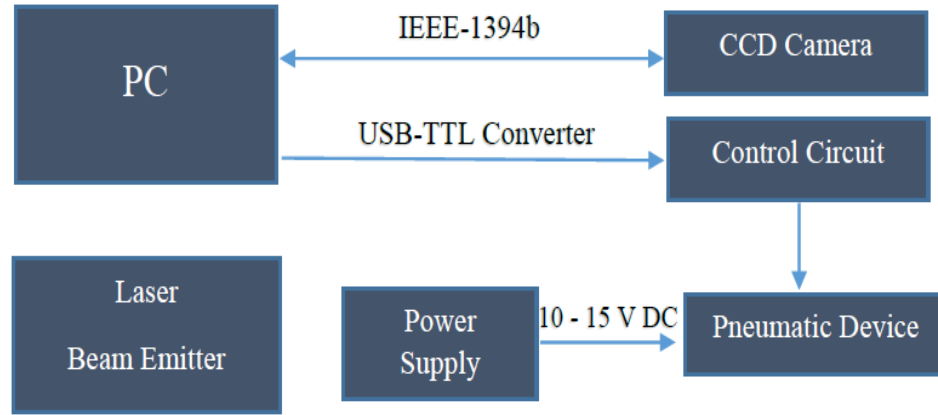 IEEE-1394b
PC
CCD Camera
USB-TTL Converter
Control Circuit
Laser
Beam Emitter
Power
Supply
10 - 15 V DC
Pneumatic Device